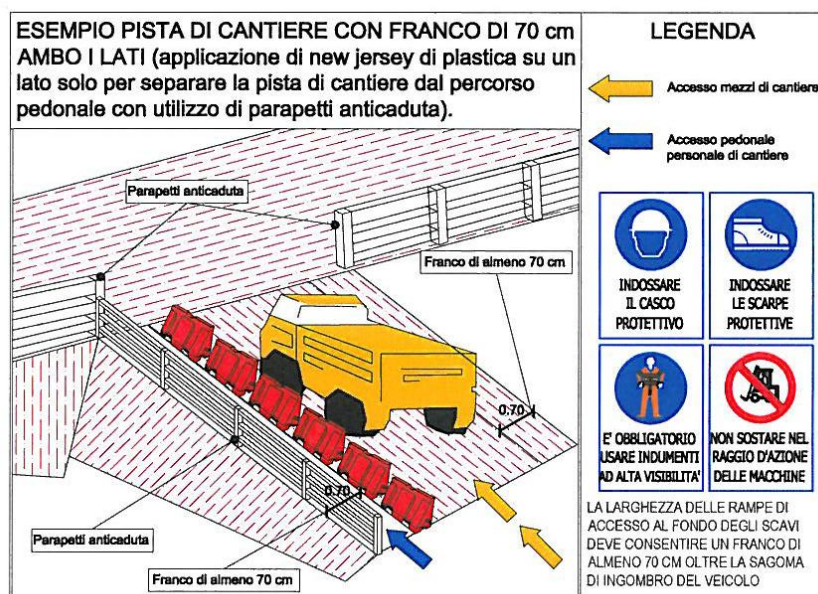 ESEMPIO PISTA DI CANTIERE CON FRANCO DI 70 cm
AMBO I LATI (applicazione di new jersey di plastica su un
lato solo per separare la pista di cantiere dal percorso
pedonale con utilizzo di parapetti anticaduta).
Parapetti anticaduta
Franco di almeno 70 cm
0.70
0.70
Parapetti anticaduta
Franco di almeno 70 cm
LEGENDA
Accesso mezzi di cantiere
Accesso pedonale
personale di cantiere
INDOSSARE
IL CASCO
PROTETTIVO
INDOSSARE
LE SCARPE
PROTETTIVE
E' OBBLIGATORIO
USARE INDUMENTI
AD ALTA VISIBILITA'
NON SOSTARE NEL
RAGGIO D'AZIONE
DELLE MACCHINE
LA LARGHEZZA DELLE RAMPE DI
ACCESSO AL FONDO DEGLI SCAVI
DEVE CONSENTIRE UN FRANCO DI
ALMENO 70 CM OLTRE LA SAGOMA
DI INGOMBRO DEL VEICOLO